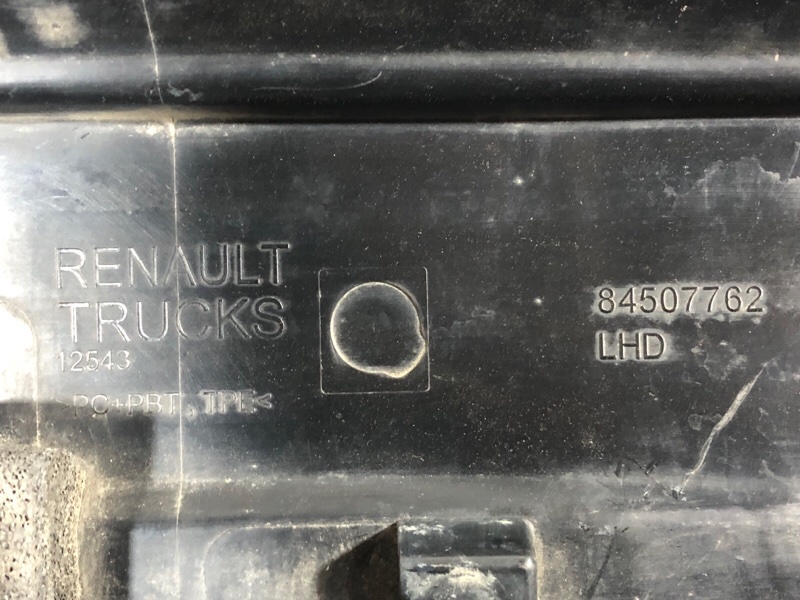 RENAULT
TRUCKS
12543
>PC+PBT, TPE<
84507762
LHD